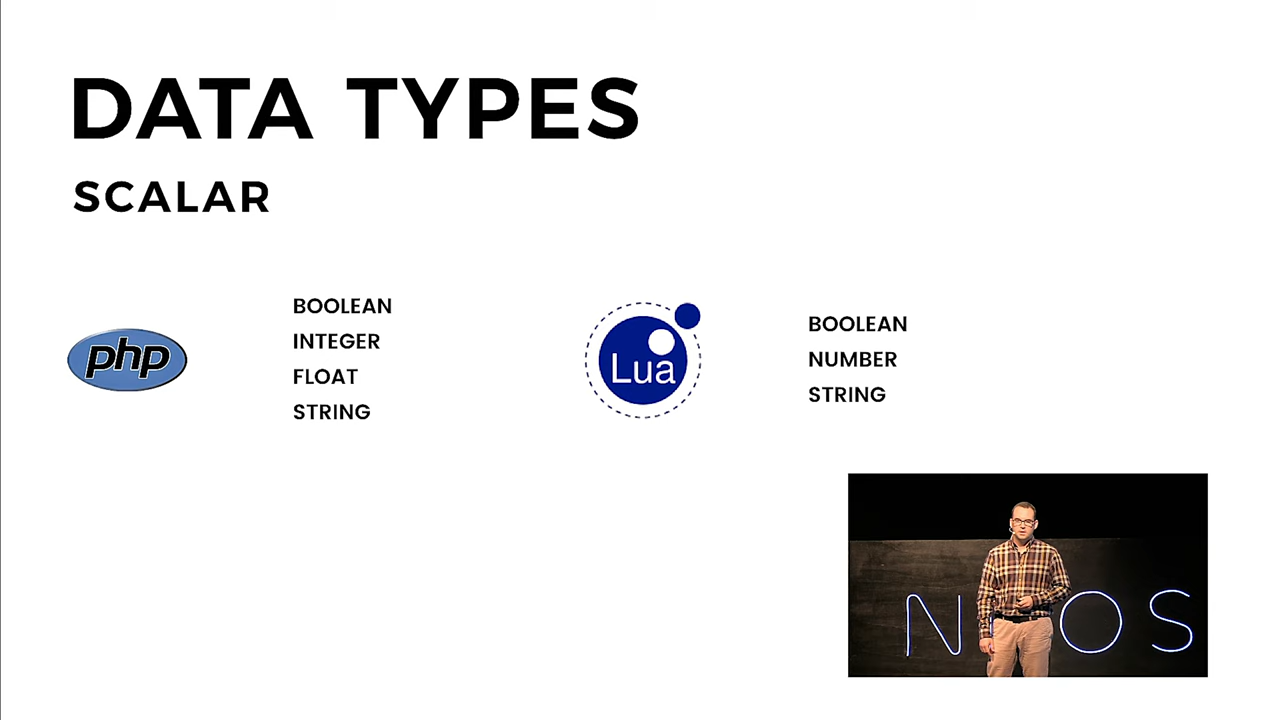 DATA TYPES
SCALAR
php
BOOLEAN
INTEGER
FLOAT
STRING
Lua
BOOLEAN
NUMBER
STRING
N OS